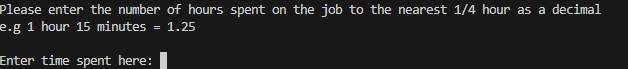 Please enter the number of hours spent on the job to the nearest 1/4 hour as a decimal
e.g 1 hour 15 minutes = 1.25
Enter time spent here: